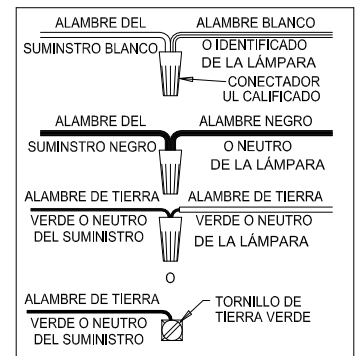 ALAMBRE DEL
SUMINSTRO BLANCO
ALAMBRE BLANCO
O IDENTIFICADO
DE LA LÁMPARA
CONECTADOR
UL CALIFICADO
ALAMBRE DEL
SUMINSTRO NEGRO
ALAMBRE NEGRO
O NEUTRO
DE LA LÁMPARA
ALAMBRE DE TIERRA
VERDE O NEUTRO
DEL SUMINISTRO
ALAMBRE DE TIERRA
VERDE O NEUTRO
DE LA LÁMPARA
O
ALAMBRE DE TIERRA
VERDE O NEUTRO
DEL SUMINISTRO
TORNILLO DE
TIERRA VERDE